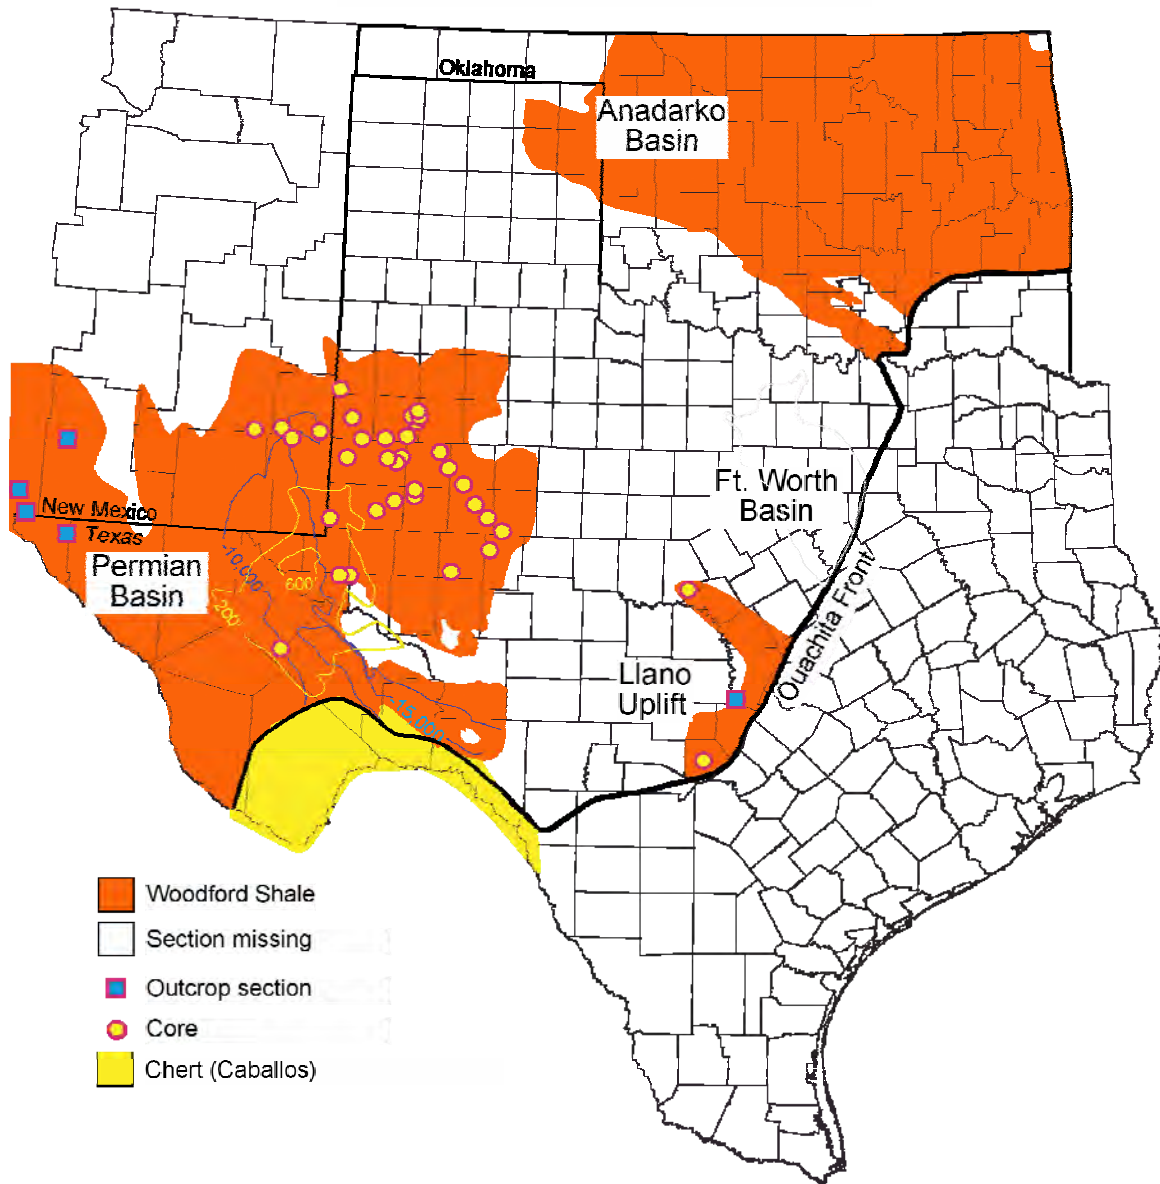 Oklahoma
Anadarko
Basin
Ft. Worth
Basin
New Mexico
Texas
Permian
Basin
-10,000
600'
200'
-15,000
Llano
Uplift
Ouachita Front
Woodford Shale
Section missing
Outcrop section
Core
Chert (Caballos)